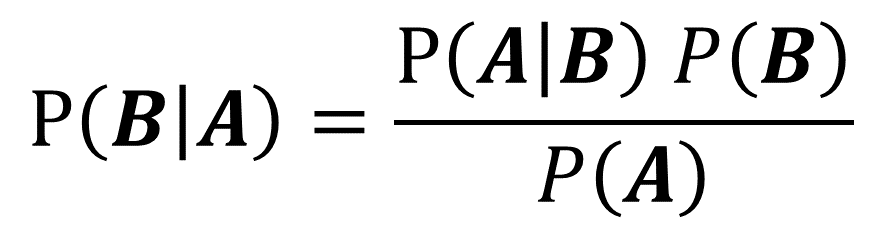 P(B|A) = P(A|B) P(B) / P(A)